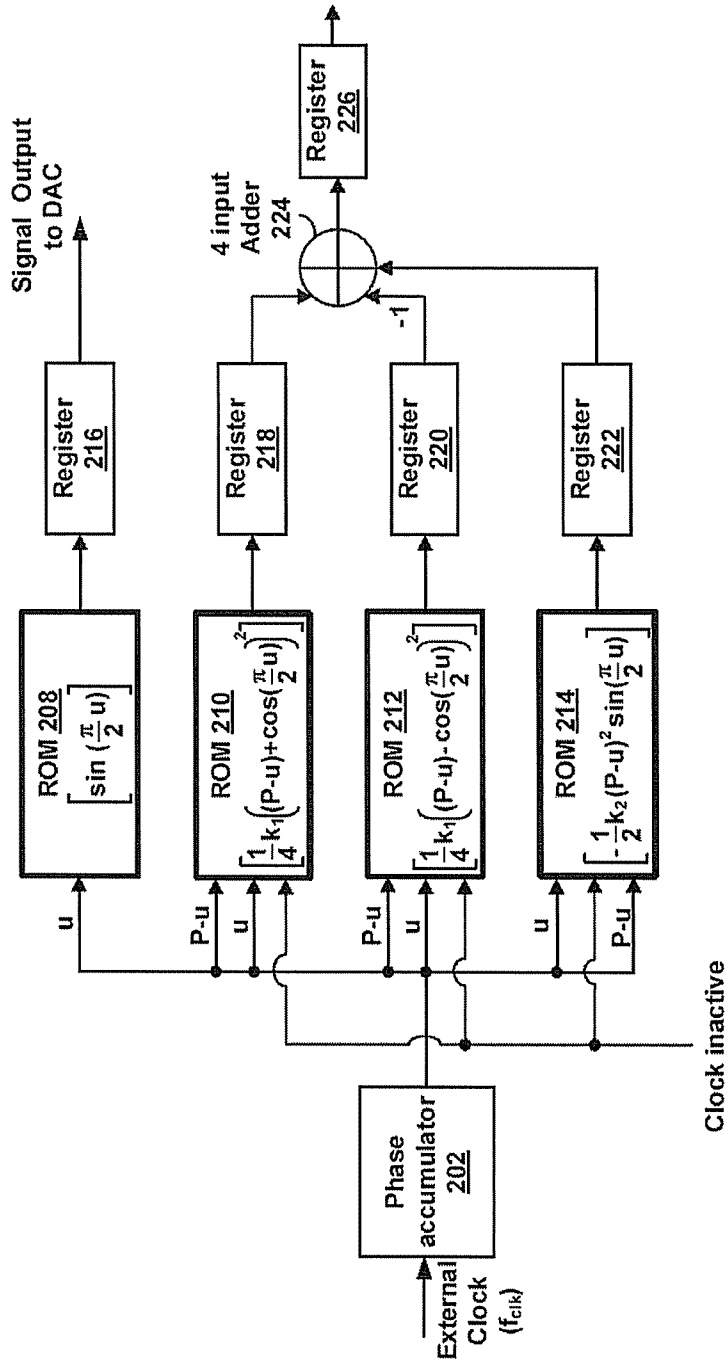 External
Clock
(f_clk)
Phase
accumulator
202
Clock inactive
u
P-u
u
P-u
u
u
P-u
ROM 208
[sin (π/2 u)]
ROM 210
[1/4 k₁((P-u)+cos(π/2 u))²]
ROM 212
[1/4 k₁((P-u)-cos(π/2 u))²]
ROM 214
[-1/2 k₂(P-u)² sin(π/2 u)]
Register
216
Register
218
Register
220
Register
222
Signal Output
to DAC
4 input
Adder
224
-1
Register
226